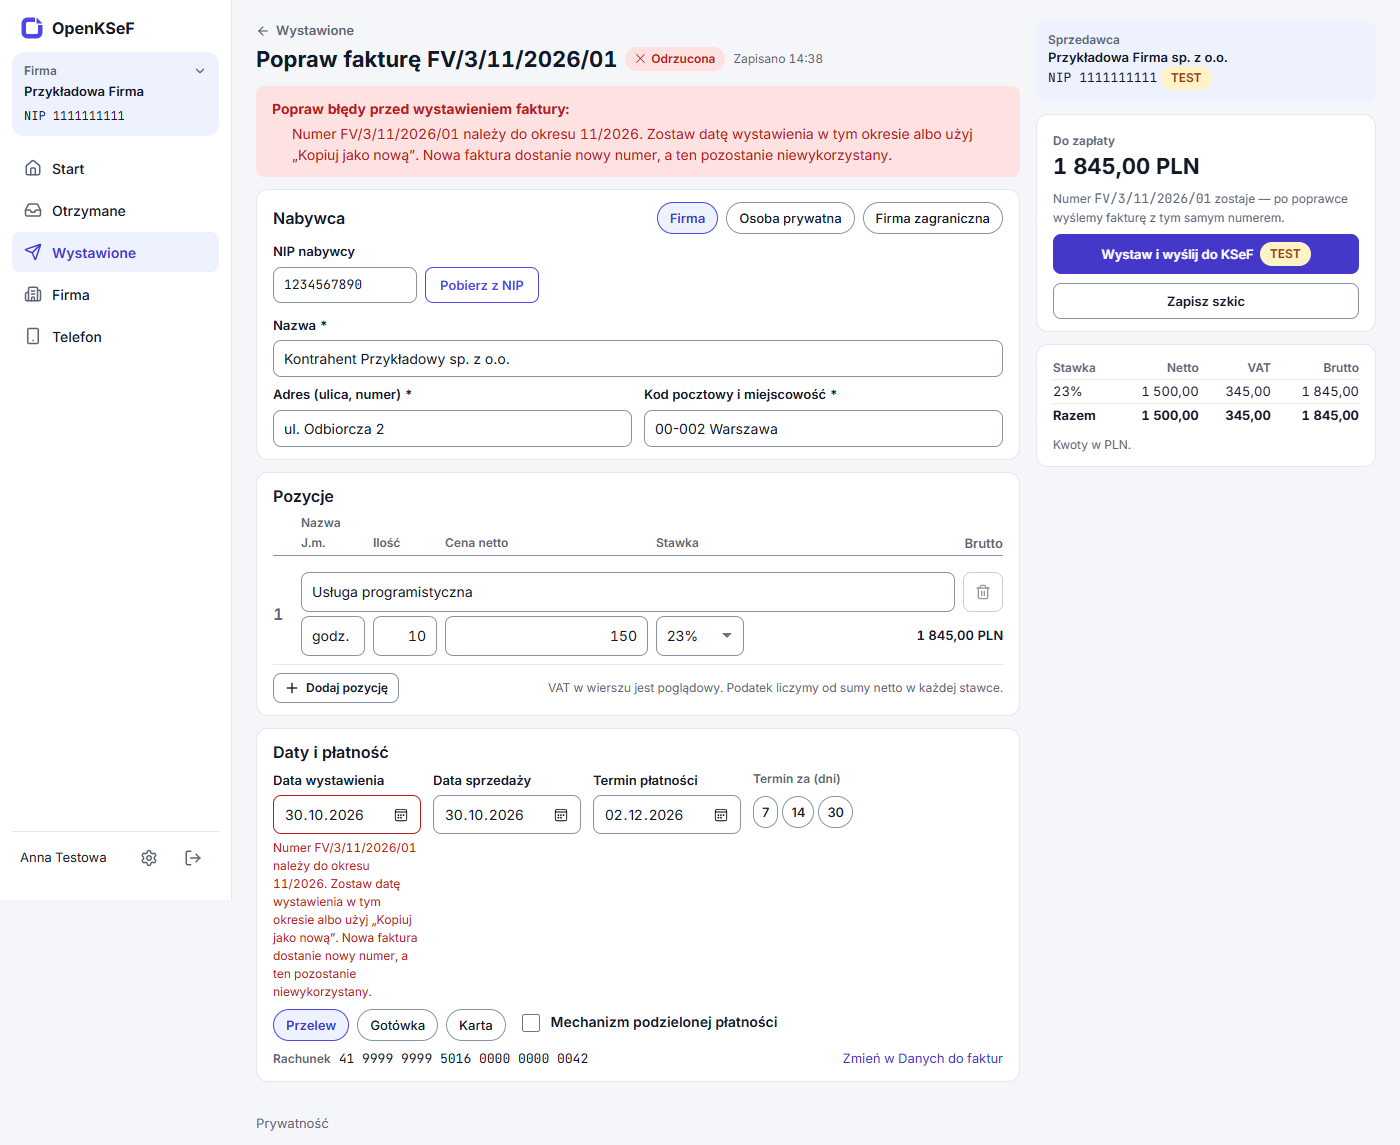 OpenKSeF
Firma
Przykładowa Firma
NIP 1111111111
Start
Otrzymane
Wystawione
Firma
Telefon
Anna Testowa
Wystawione
Popraw fakturę FV/3/11/2026/01
Odrzucona
Zapisano 14:38
Popraw błędy przed wystawieniem faktury:
Numer FV/3/11/2026/01 należy do okresu 11/2026. Zostaw datę wystawienia w tym okresie albo użyj
„Kopiuj jako nową”. Nowa faktura dostanie nowy numer, a ten pozostanie niewykorzystany.
Nabywca
Firma
Osoba prywatna
Firma zagraniczna
NIP nabywcy
1234567890
Pobierz z NIP
Nazwa *
Kontrahent Przykładowy sp. z o.o.
Adres (ulica, numer) *
Kod pocztowy i miejscowość *
ul. Odbiorcza 2
00-002 Warszawa
Pozycje
Nazwa
J.m.
Ilość
Cena netto
Stawka
Brutto
1
Usługa programistyczna
godz.
10
150
23%
1 845,00 PLN
Dodaj pozycję
VAT w wierszu jest poglądowy. Podatek liczymy od sumy netto w każdej stawce.
Daty i płatność
Data wystawienia
Data sprzedaży
Termin płatności
Termin za (dni)
30.10.2026
30.10.2026
02.12.2026
7
14
30
Numer FV/3/11/2026/01
należy do okresu
11/2026. Zostaw datę
wystawienia w tym
okresie albo użyj „Kopiuj
jako nową”. Nowa faktura
dostanie nowy numer, a
ten pozostanie
niewykorzystany.
Przelew
Gotówka
Karta
Mechanizm podzielonej płatności
Rachunek 41 9999 9999 5016 0000 0000 0042
Zmień w Danych do faktur
Prywatność
Sprzedawca
Przykładowa Firma sp. z o.o.
NIP 1111111111 TEST
Do zapłaty
1 845,00 PLN
Numer FV/3/11/2026/01 zostaje — po poprawce
wyślemy fakturę z tym samym numerem.
Wystaw i wyślij do KSeF TEST
Zapisz szkic
Stawka Netto VAT Brutto
23% 1 500,00 345,00 1 845,00
Razem 1 500,00 345,00 1 845,00
Kwoty w PLN.